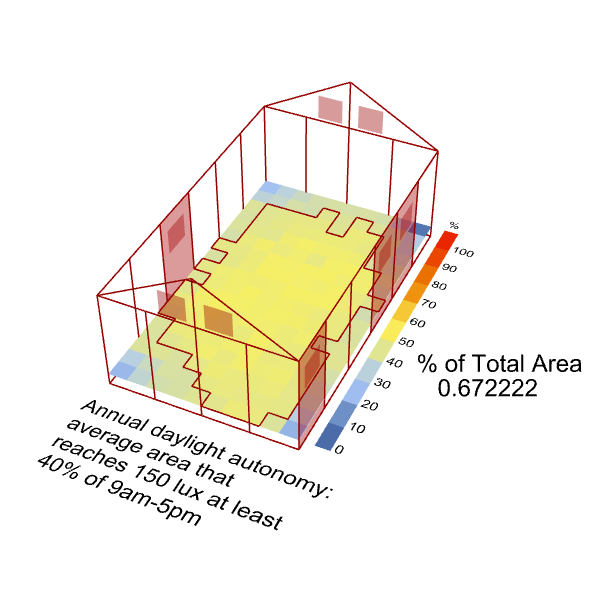 %
100
90
80
70
60
50
40
30
20
10
0
% of Total Area
0.672222
Annual daylight autonomy:
average area that
reaches 150 lux at least
40% of 9am-5pm